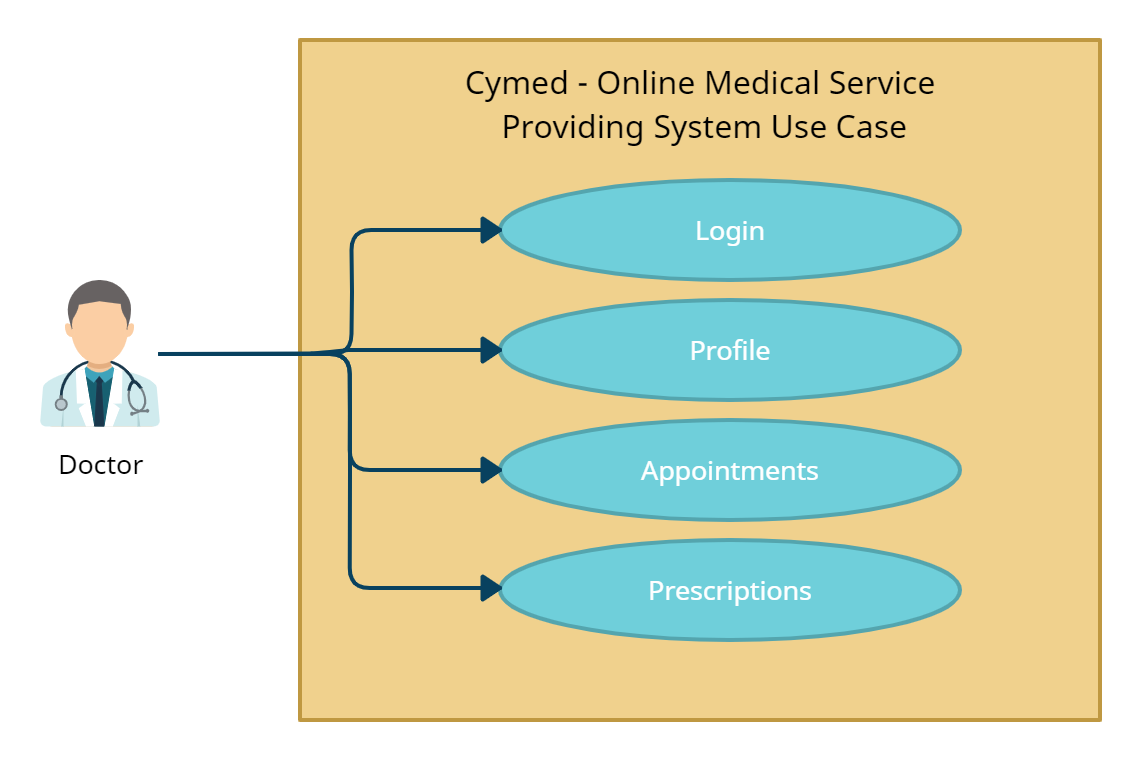 Cymed - Online Medical Service
Providing System Use Case
Login
Profile
Appointments
Prescriptions
Doctor